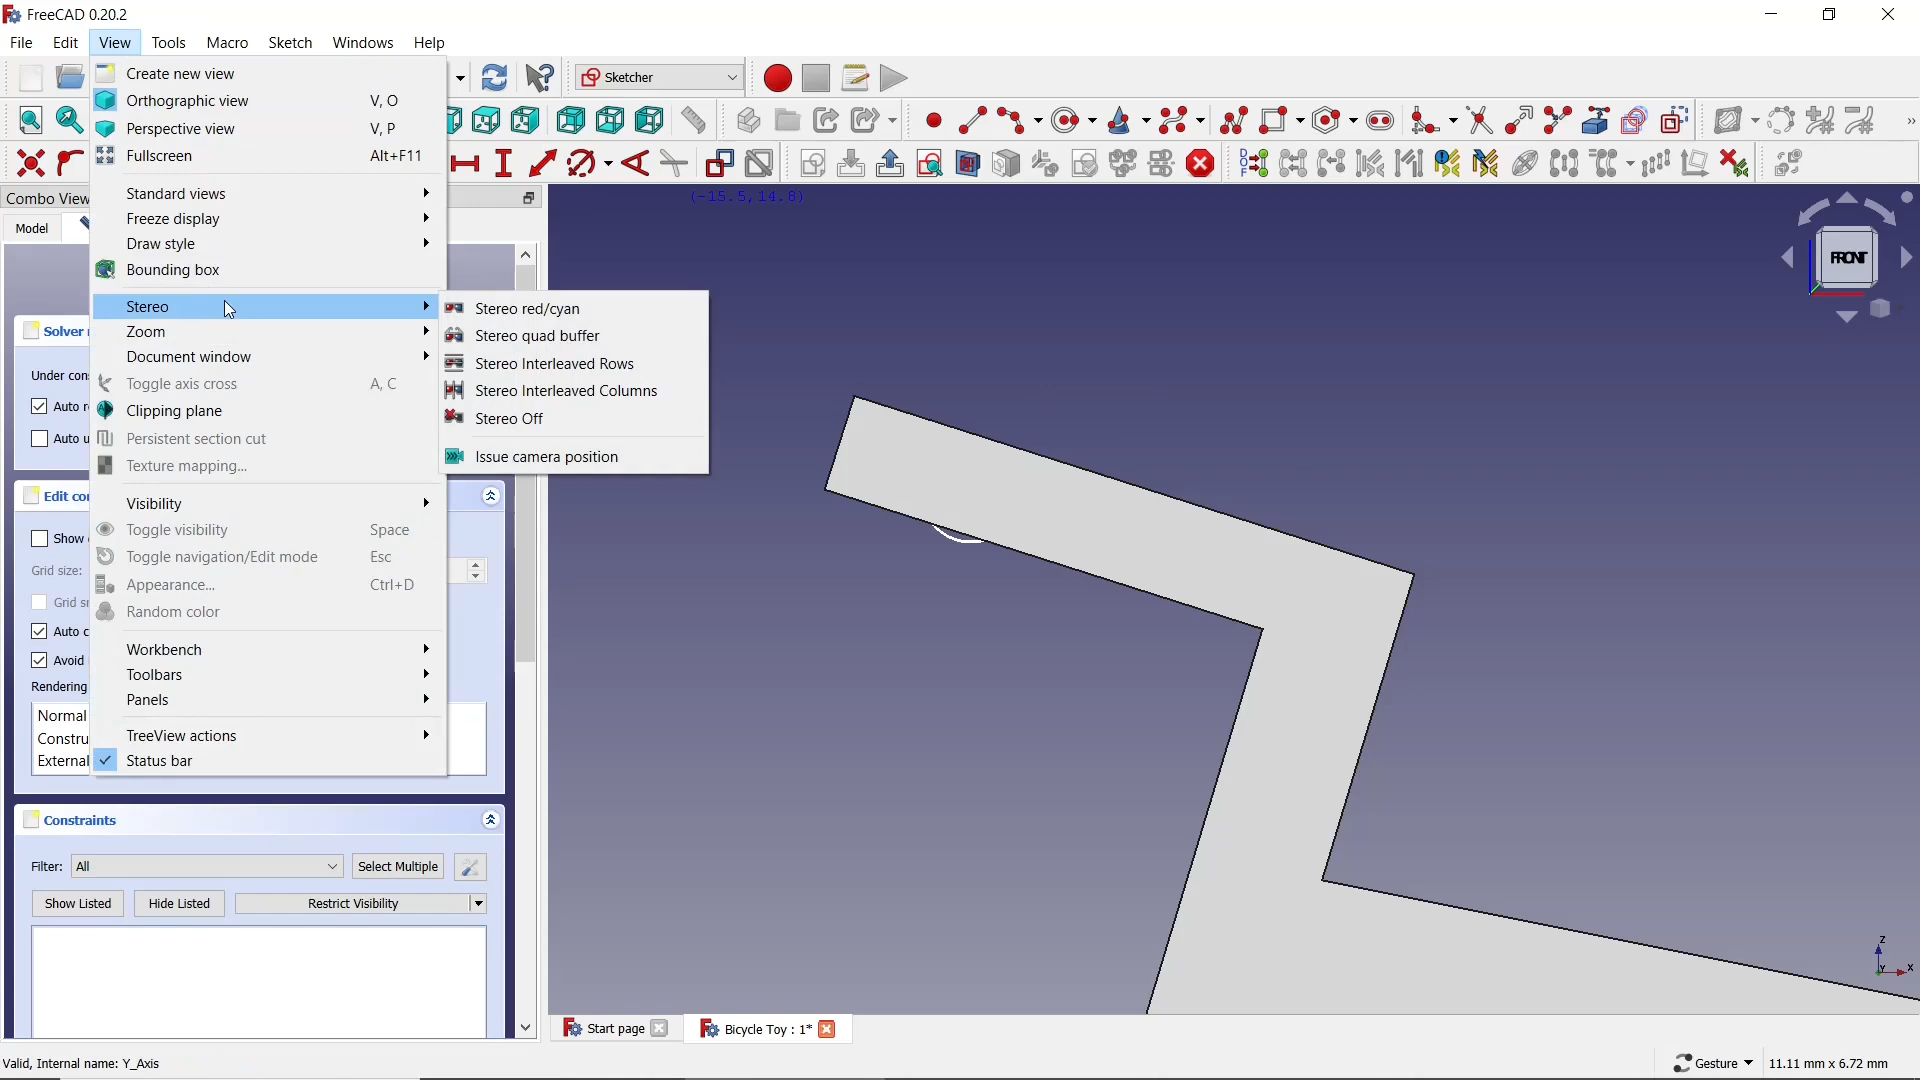 FreeCAD 0.20.2
File Edit View Tools Macro Sketch Windows Help
Create new view
Orthographic view V, O
Perspective view V, P
Fullscreen Alt+F11
Standard views
Freeze display
Draw style
Bounding box
Stereo
Zoom
Document window
Toggle axis cross A, C
Clipping plane
Persistent section cut
Texture mapping...
Visibility
Toggle visibility Space
Toggle navigation/Edit mode Esc
Appearance... Ctrl+D
Random color
Workbench
Toolbars
Panels
TreeView actions
Status bar
Stereo red/cyan
Stereo quad buffer
Stereo Interleaved Rows
Stereo Interleaved Columns
Stereo Off
Issue camera position
Sketcher
Combo View
Model
Solver
Under con
Auto
Auto u
Edit co
Show
Grid size:
Grid s
Auto c
Avoid
Rendering
Normal
Constru
External
Constraints
Filter: All Select Multiple
Show Listed Hide Listed Restrict Visibility
(-15.5,14.8)
FRONT
Z
X
Y
Start page
Bicycle Toy : 1*
Valid, Internal name: Y_Axis
Gesture 11.11 mm x 6.72 mm